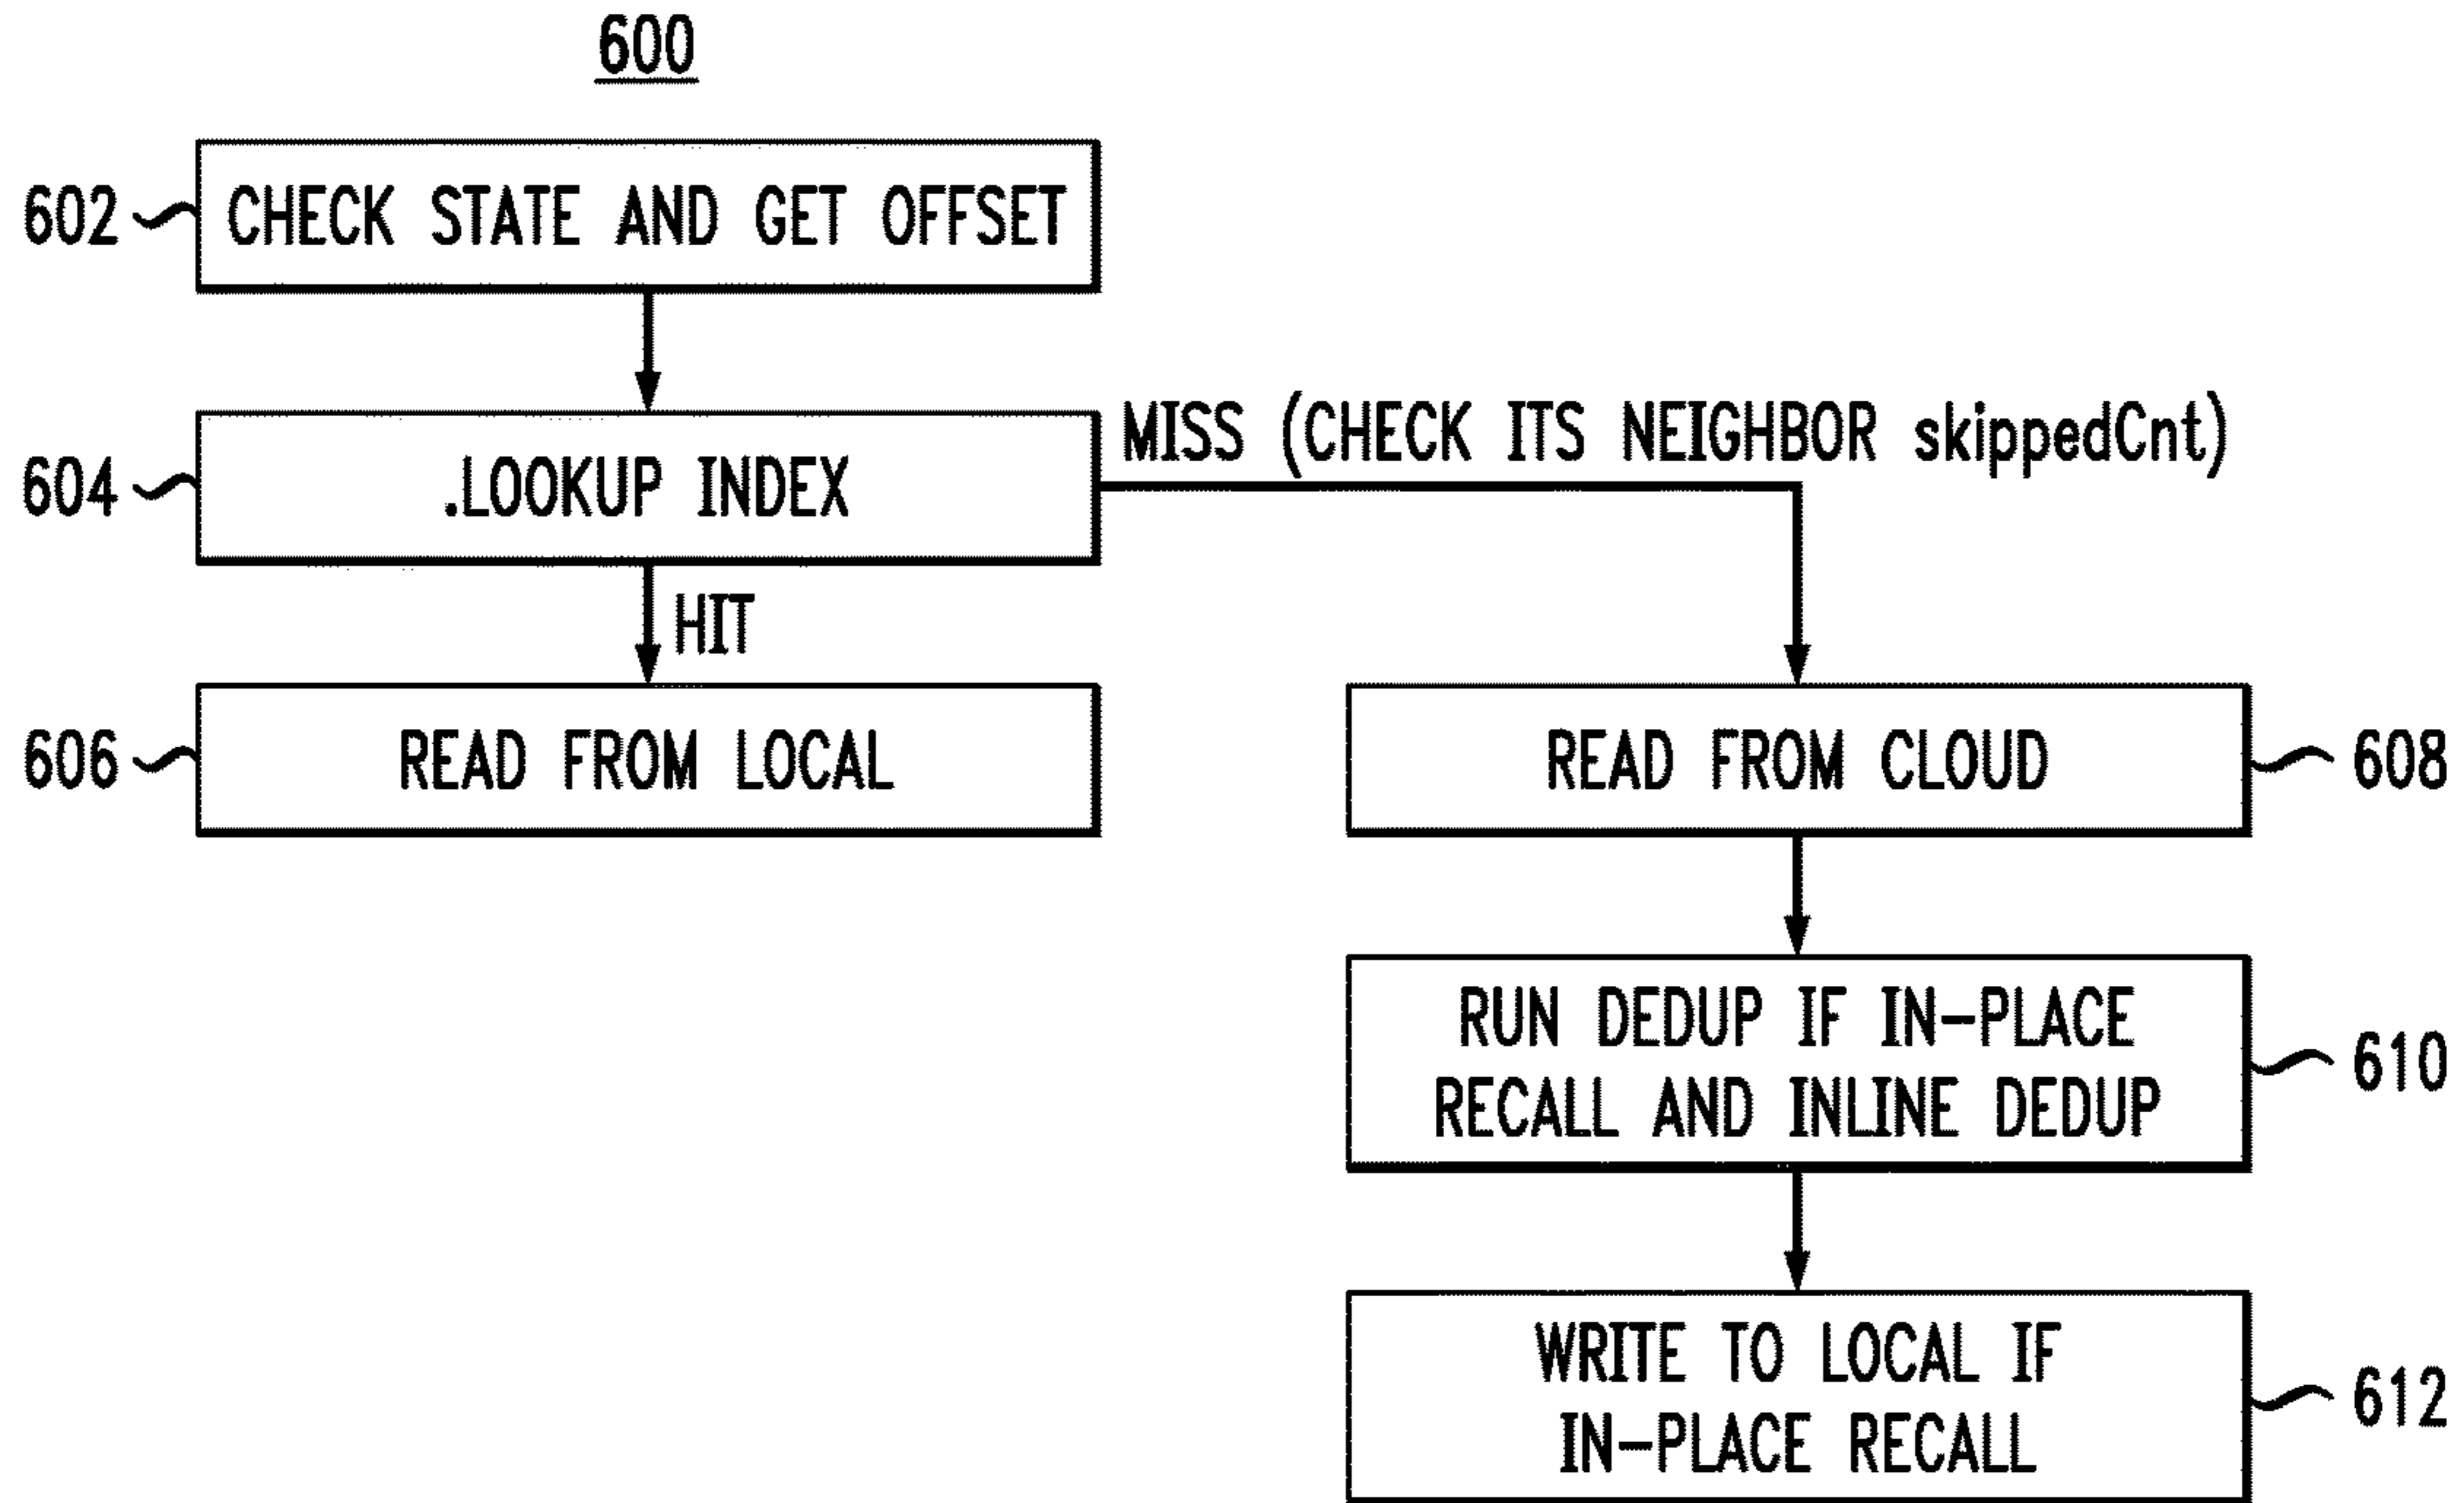 600
602
CHECK STATE AND GET OFFSET
MISS (CHECK ITS NEIGHBOR skippedCnt)
604
.LOOKUP INDEX
HIT
606
READ FROM LOCAL
READ FROM CLOUD
608
RUN DEDUP IF IN-PLACE
RECALL AND INLINE DEDUP
610
WRITE TO LOCAL IF
IN-PLACE RECALL
612